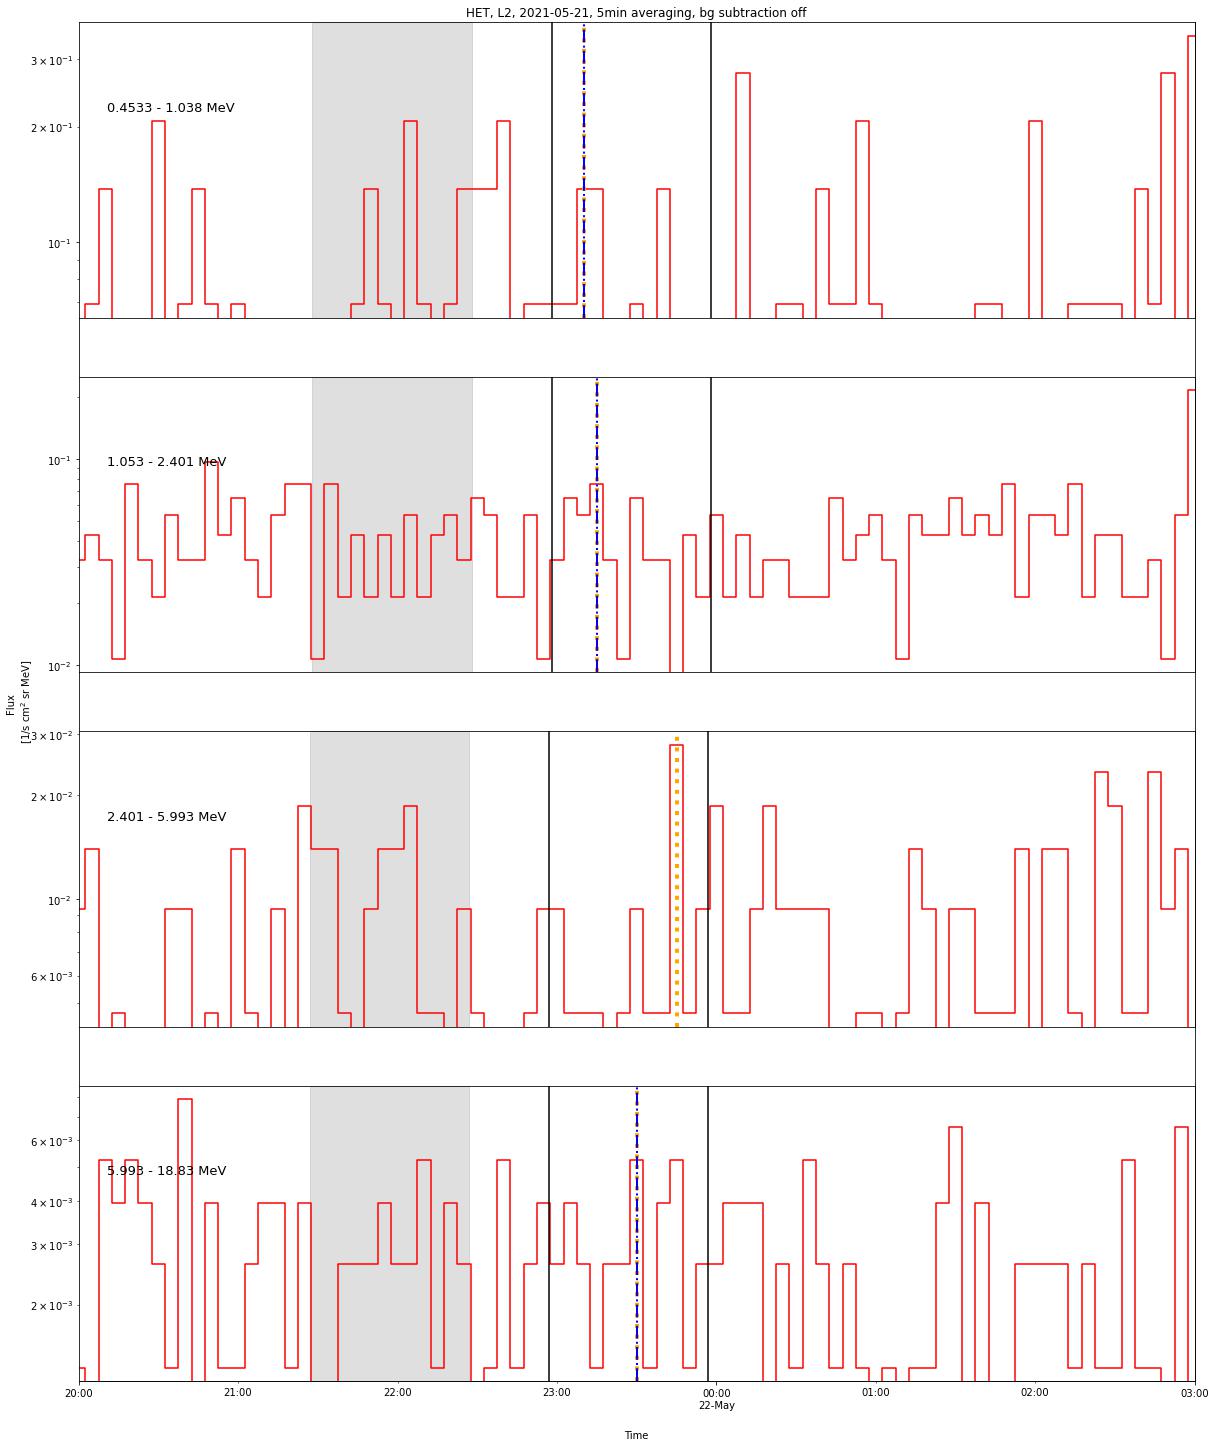 HET, L2, 2021-05-21, 5min averaging, bg subtraction off
3 × 10⁻¹
0.4533 - 1.038 MeV
2 × 10⁻¹
10⁻¹
10⁻¹
1.053 - 2.401 MeV
10⁻²
Flux
[1/s cm² sr MeV]
3 × 10⁻²
2 × 10⁻²
2.401 - 5.993 MeV
10⁻²
6 × 10⁻³
6 × 10⁻³
5.993 - 18.83 MeV
4 × 10⁻³
3 × 10⁻³
2 × 10⁻³
20:00 21:00 22:00 23:00 00:00 01:00 02:00 03:00
22-May
Time